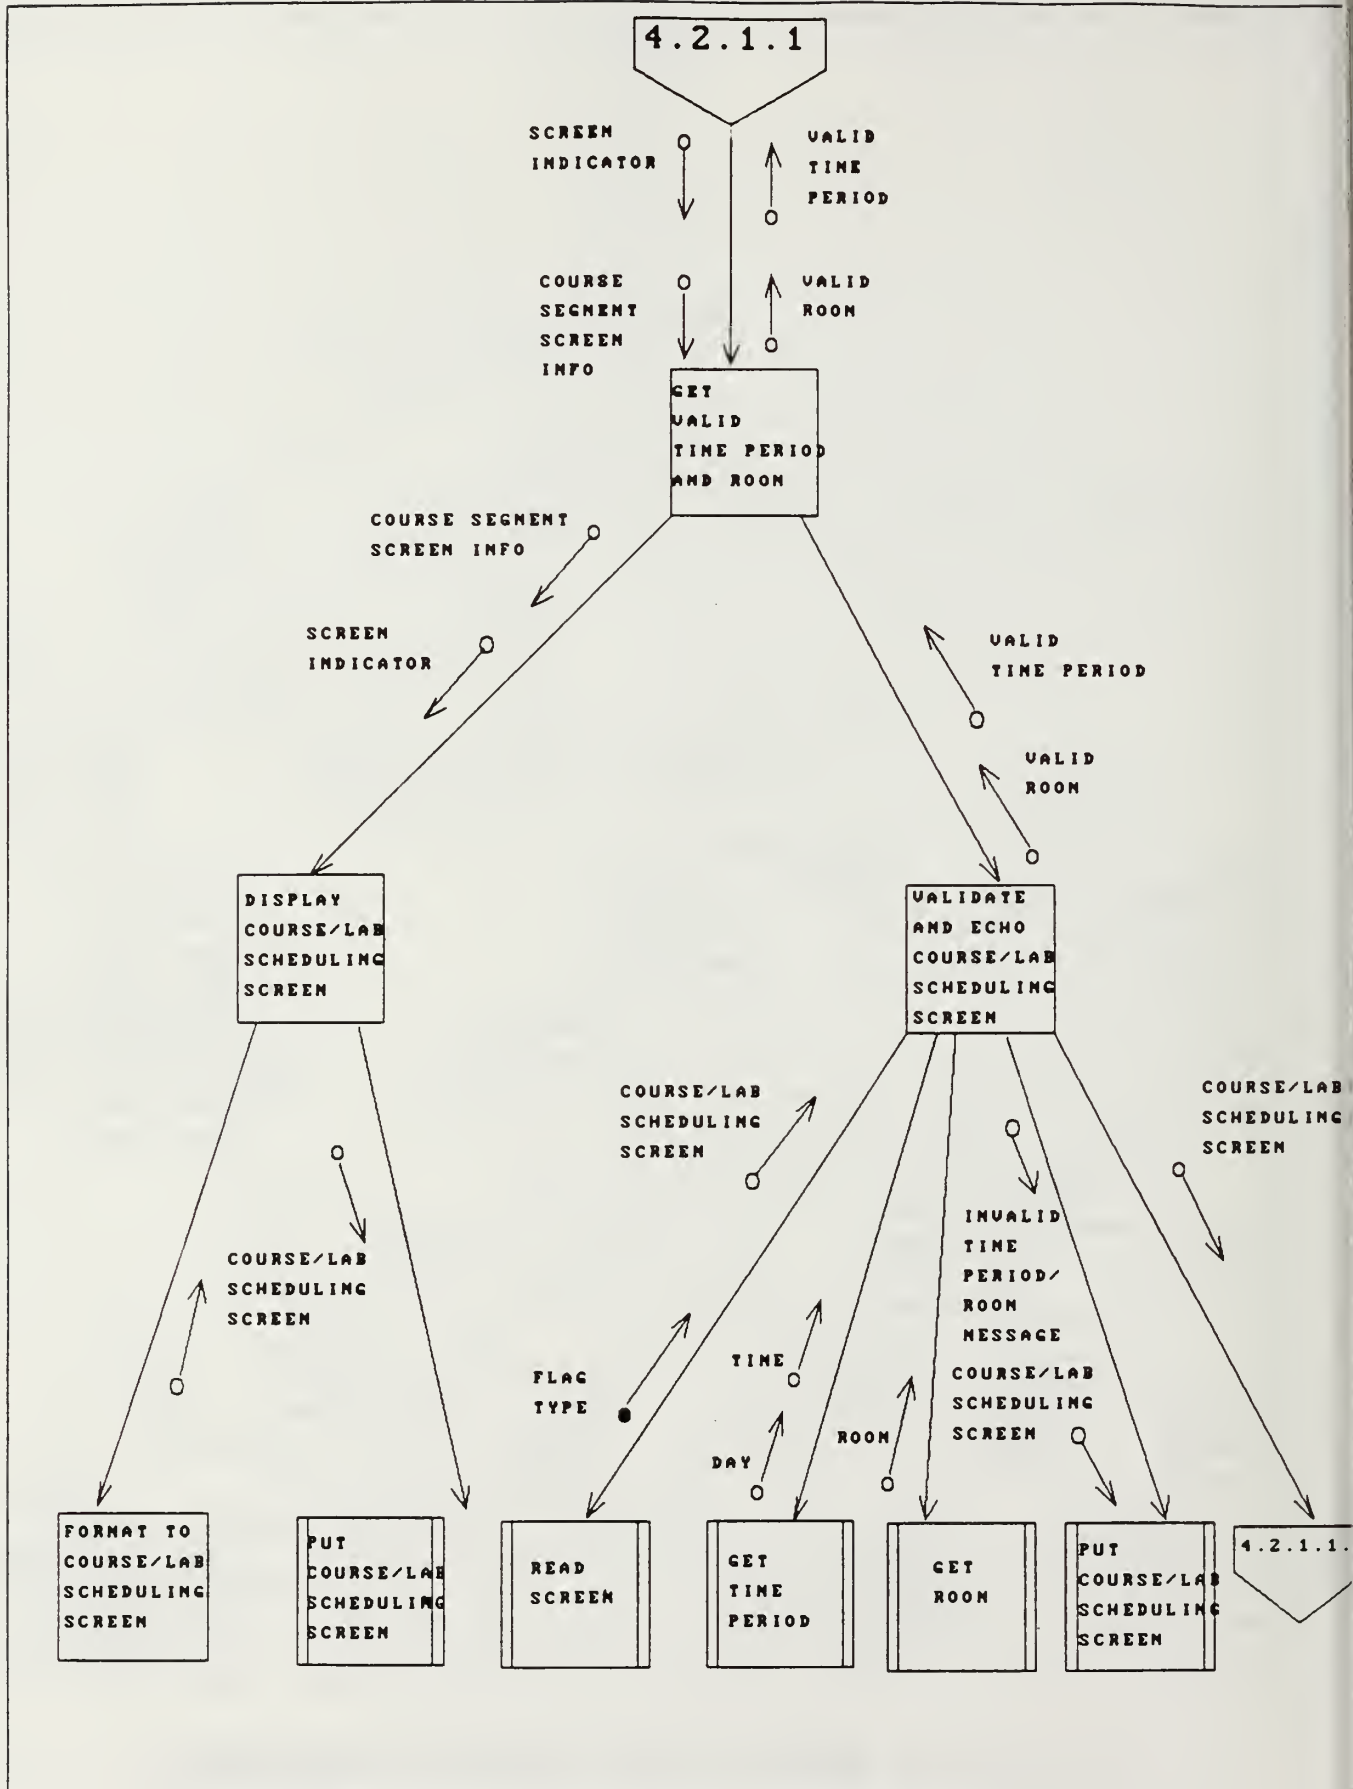 4.2.1.1
SCREEN
INDICATOR
VALID
TIME
PERIOD
COURSE
SEGMENT
SCREEN
INFO
VALID
ROOM
GET
VALID
TIME PERIOD
AND ROOM
COURSE SEGMENT
SCREEN INFO
SCREEN
INDICATOR
VALID
TIME PERIOD
VALID
ROOM
DISPLAY
COURSE/LAB
SCHEDULING
SCREEN
VALIDATE
AND ECHO
COURSE/LAB
SCHEDULING
SCREEN
COURSE/LAB
SCHEDULING
SCREEN
COURSE/LAB
SCHEDULING
SCREEN
COURSE/LAB
SCHEDULING
SCREEN
INVALID
TIME
PERIOD/
ROOM
MESSAGE
FLAG
TYPE
TIME
DAY
ROOM
COURSE/LAB
SCHEDULING
SCREEN
FORMAT TO
COURSE/LAB
SCHEDULING
SCREEN
PUT
COURSE/LAB
SCHEDULING
SCREEN
READ
SCREEN
GET
TIME
PERIOD
GET
ROOM
PUT
COURSE/LAB
SCHEDULING
SCREEN
4.2.1.1.